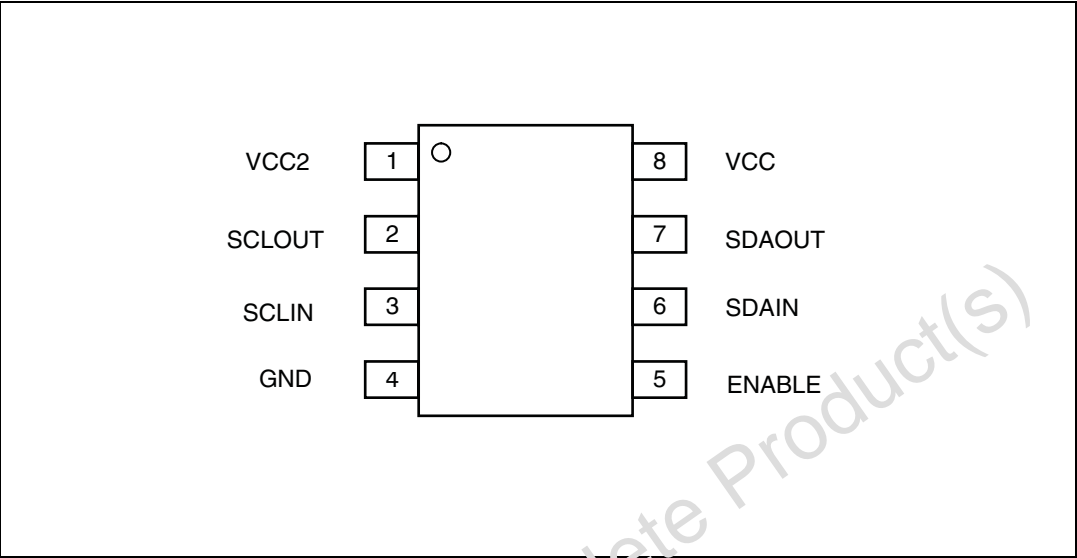 VCC2 1 8 VCC
SCLOUT 2 7 SDAOUT
SCLIN 3 6 SDAIN
GND 4 5 ENABLE
Product(s)